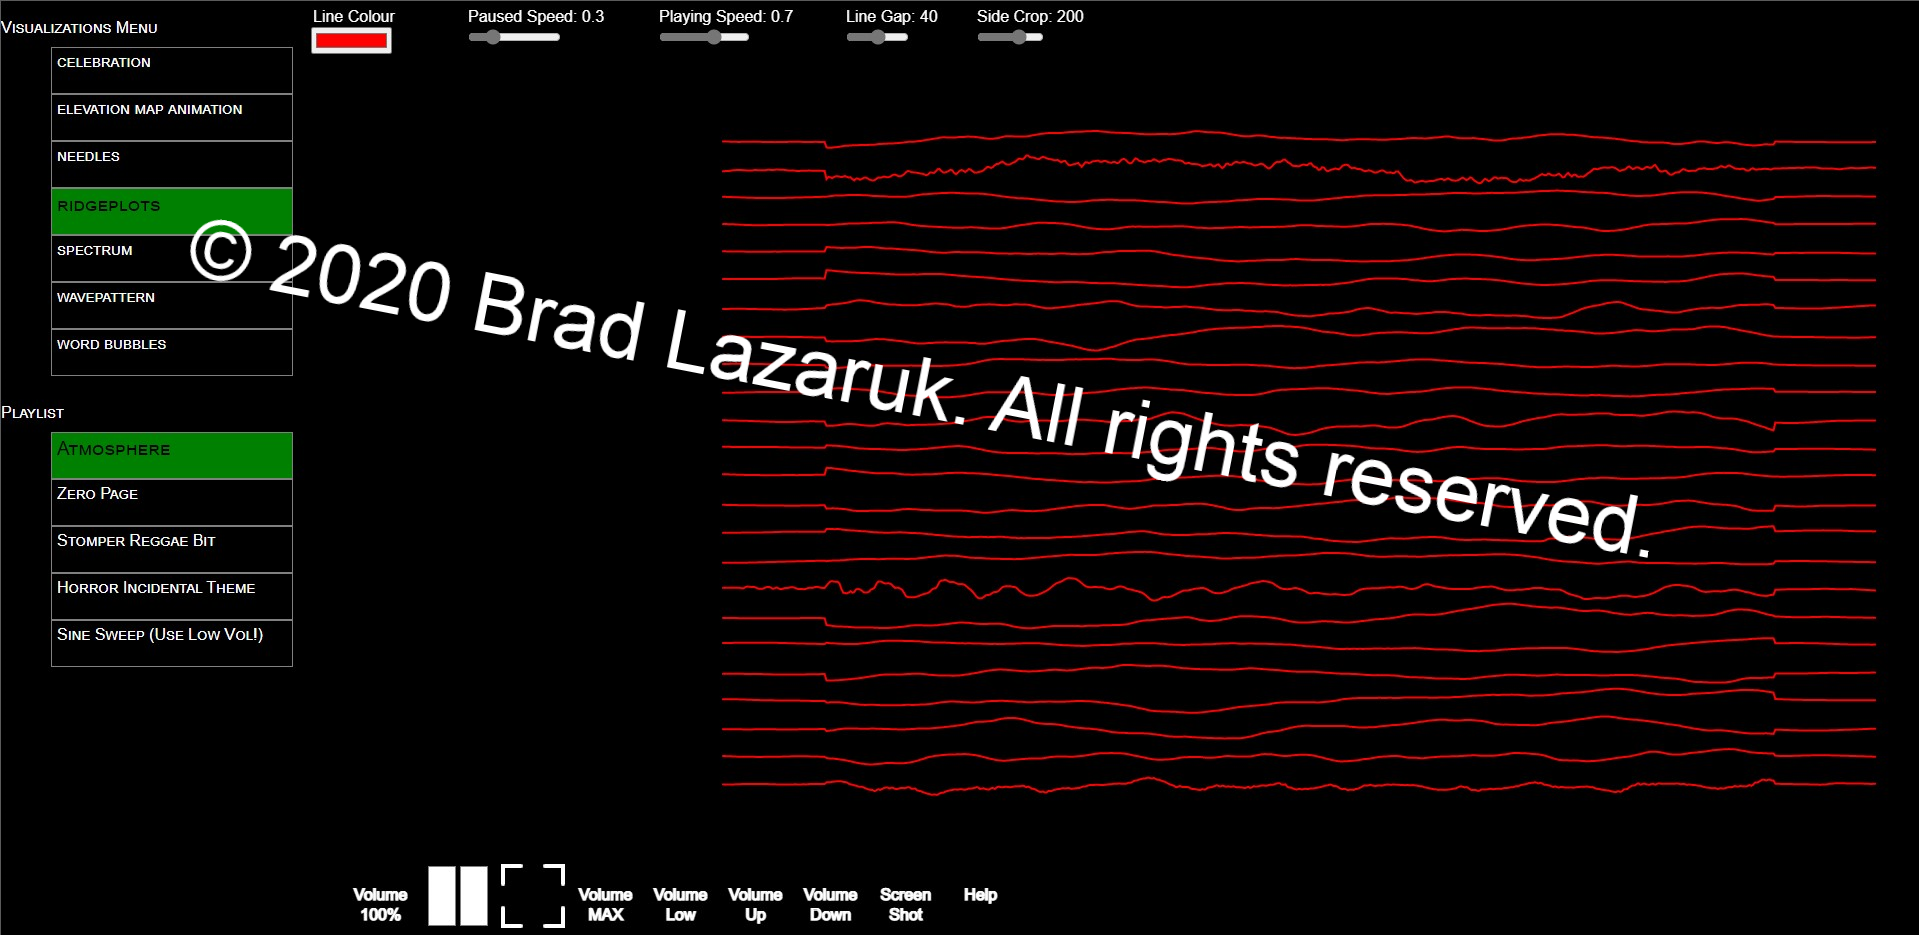 Visualizations Menu
CELEBRATION
ELEVATION MAP ANIMATION
NEEDLES
RIDGEPLOTS
SPECTRUM
WAVEPATTERN
WORD BUBBLES
Playlist
Atmosphere
Zero Page
Stomper Reggae Bit
Horror Incidental Theme
Sine Sweep (Use Low Vol!)
Line Colour
Paused Speed: 0.3
Playing Speed: 0.7
Line Gap: 40
Side Crop: 200
© 2020 Brad Lazaruk. All rights reserved.
Volume
100%
Volume
MAX
Volume
Low
Volume
Up
Volume
Down
Screen
Shot
Help